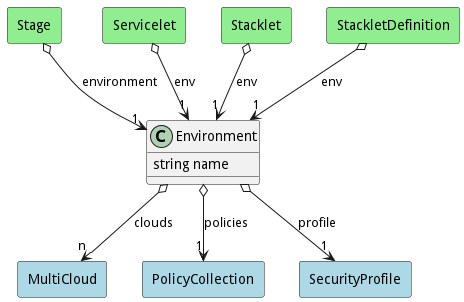 Stage
Servicelet
Stacklet
StackletDefinition
environment
env
env
env
1
1
1
1
C Environment
string name
clouds
policies
profile
n
1
1
MultiCloud
PolicyCollection
SecurityProfile